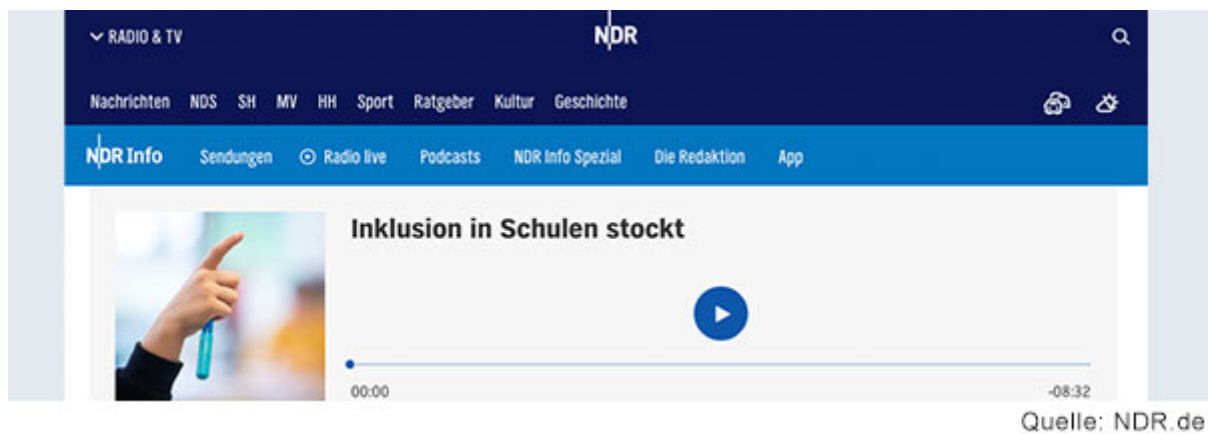 RADIO & TV NDR
Nachrichten NDS SH MV HH Sport Ratgeber Kultur Geschichte
NDR Info Sendungen Radio live Podcasts NDR Info Spezial Die Redaktion App
Inklusion in Schulen stockt
00:00 -08:32
Quelle: NDR.de